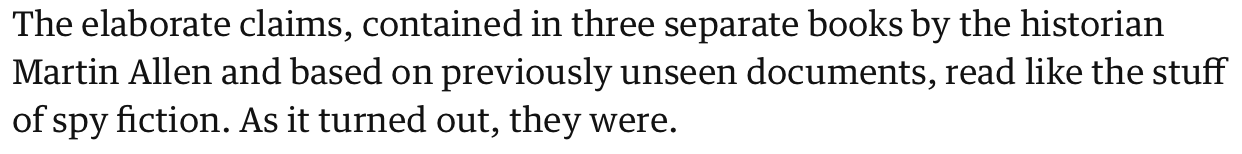 The elaborate claims, contained in three separate books by the historian
Martin Allen and based on previously unseen documents, read like the stuff
of spy fiction. As it turned out, they were.